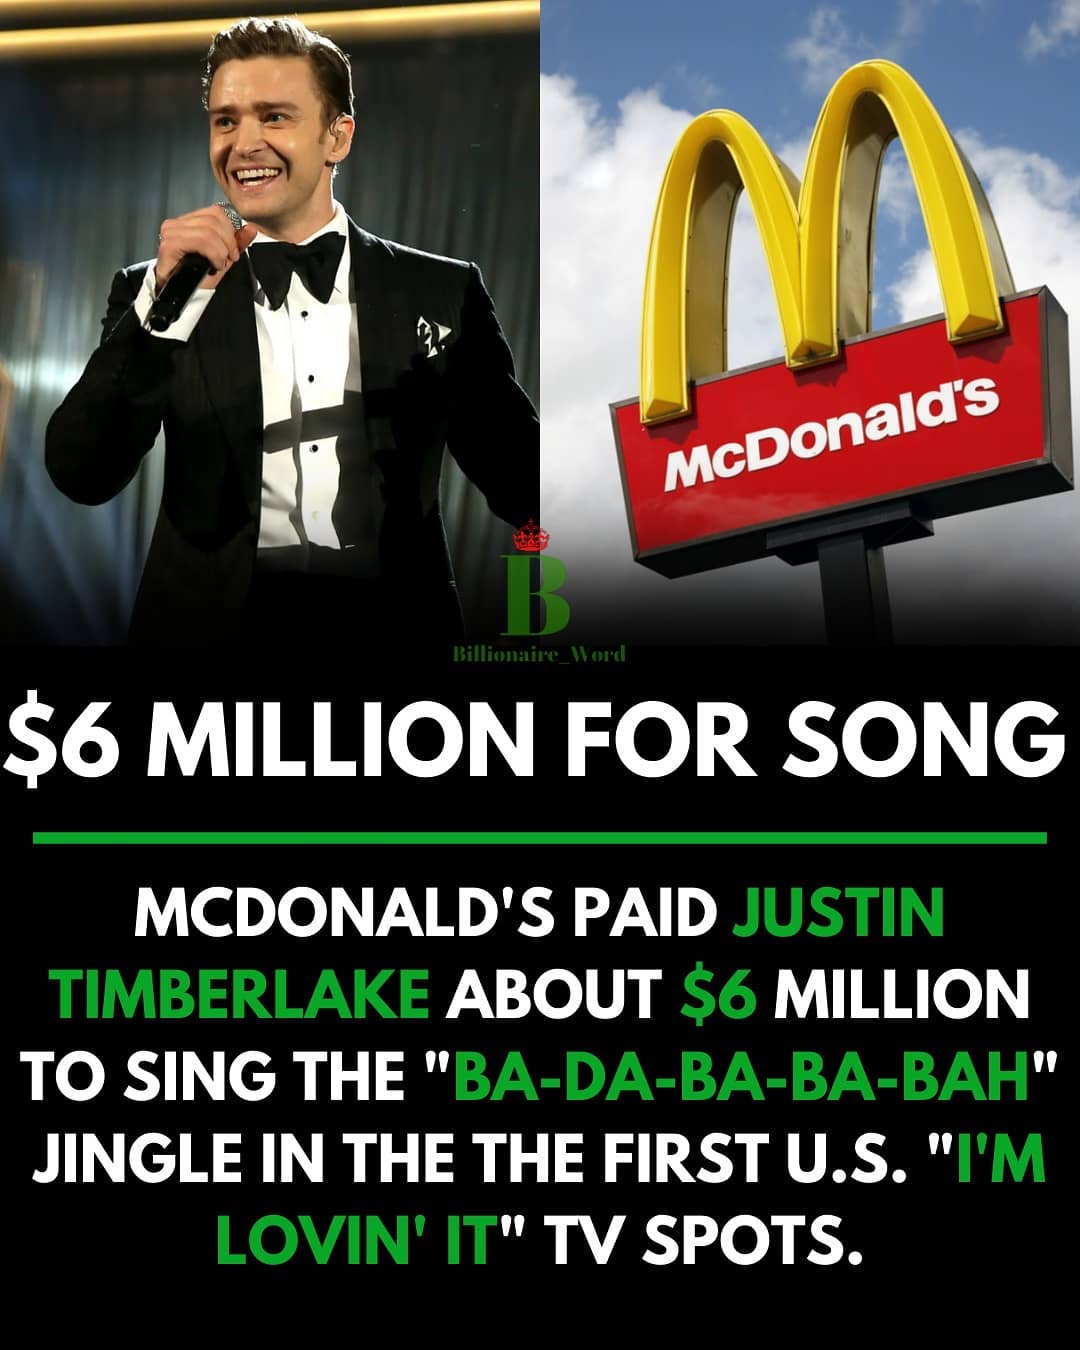 McDonald's
B
Billionaire_Word
$6 MILLION FOR SONG
MCDONALD'S PAID JUSTIN
TIMBERLAKE ABOUT $6 MILLION
TO SING THE "BA-DA-BA-BA-BAH"
JINGLE IN THE THE FIRST U.S. "I'M
LOVIN' IT" TV SPOTS.